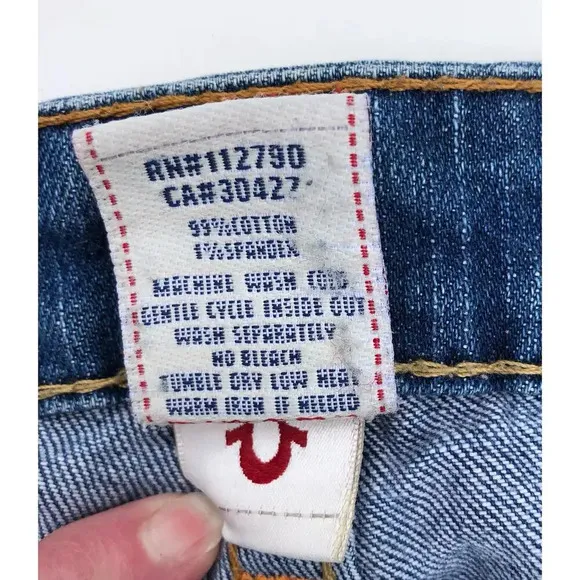 RN#112790
CA#30427
99%COTTON
1%SPANDEX
MACHINE WASH COLD
GENTLE CYCLE INSIDE OUT
WASH SEPARATELY
NO BLEACH
TUMBLE DRY LOW HEAT
WARM IRON IF NEEDED